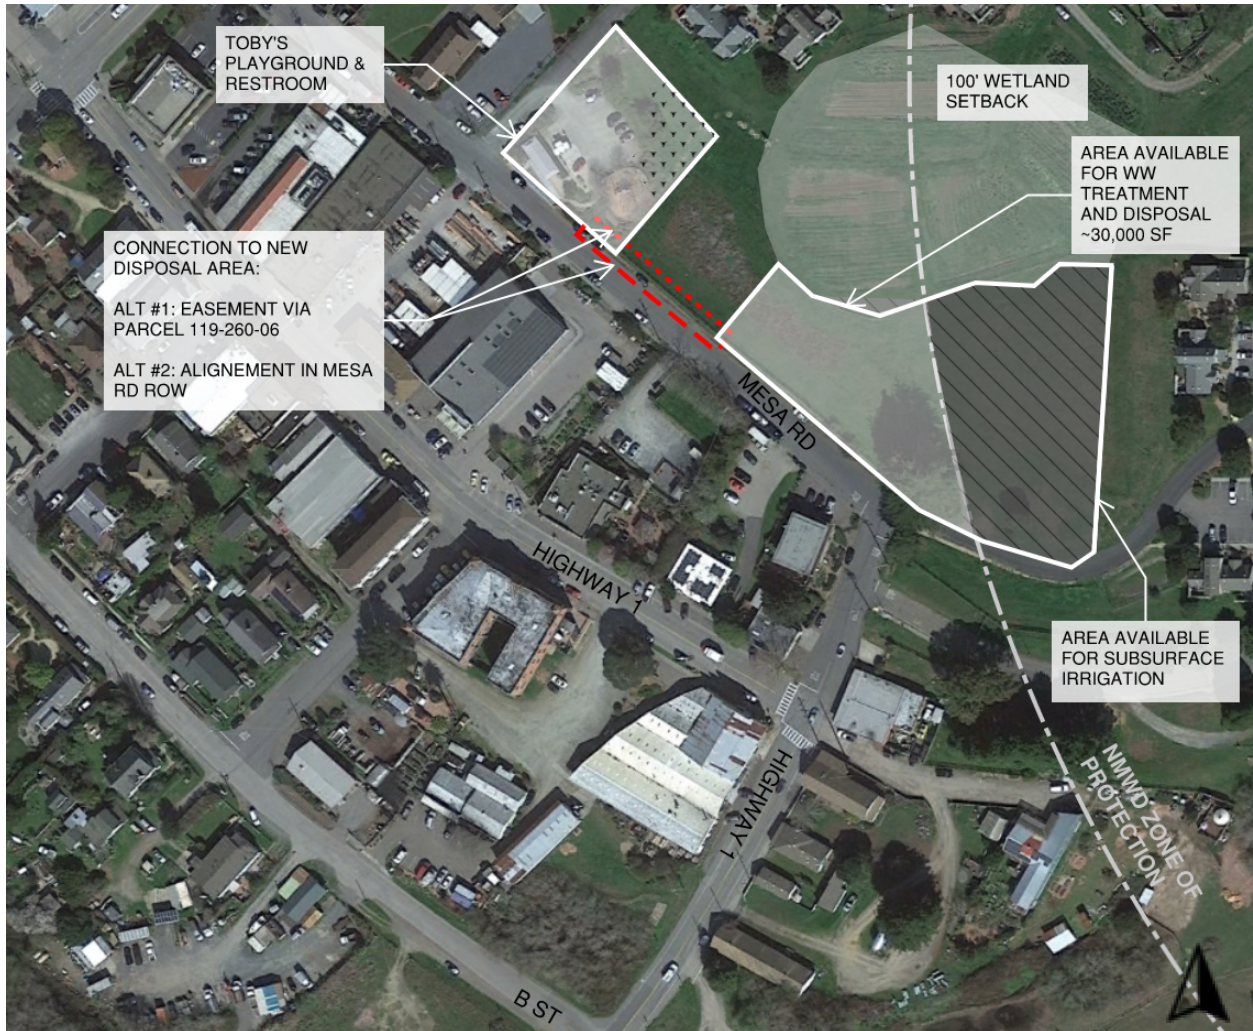 TOBY'S
PLAYGROUND &
RESTROOM
100' WETLAND
SETBACK
AREA AVAILABLE
FOR WW
TREATMENT
AND DISPOSAL
~30,000 SF
CONNECTION TO NEW
DISPOSAL AREA:
ALT #1: EASEMENT VIA
PARCEL 119-260-06
ALT #2: ALIGNEMENT IN MESA
RD ROW
MESA RD
HIGHWAY 1
AREA AVAILABLE
FOR SUBSURFACE
IRRIGATION
HIGHWAY 1
NMWD ZONE OF
PROTECTION
B ST